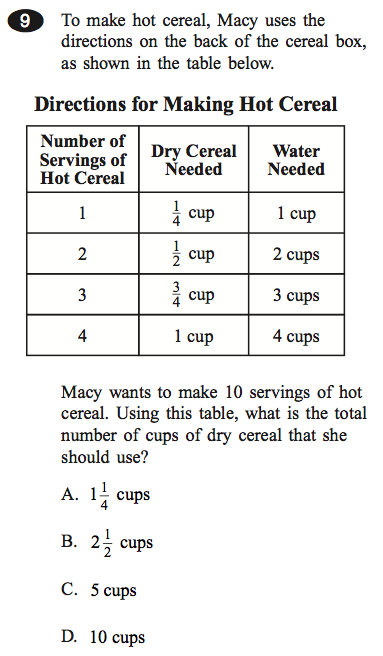 9 To make hot cereal, Macy uses the
directions on the back of the cereal box,
as shown in the table below.
Directions for Making Hot Cereal
Number of
Servings of
Hot Cereal
Dry Cereal
Needed
Water
Needed
1 1/4 cup 1 cup
2 1/2 cup 2 cups
3 3/4 cup 3 cups
4 1 cup 4 cups
Macy wants to make 10 servings of hot
cereal. Using this table, what is the total
number of cups of dry cereal that she
should use?
A. 1 1/4 cups
B. 2 1/2 cups
C. 5 cups
D. 10 cups